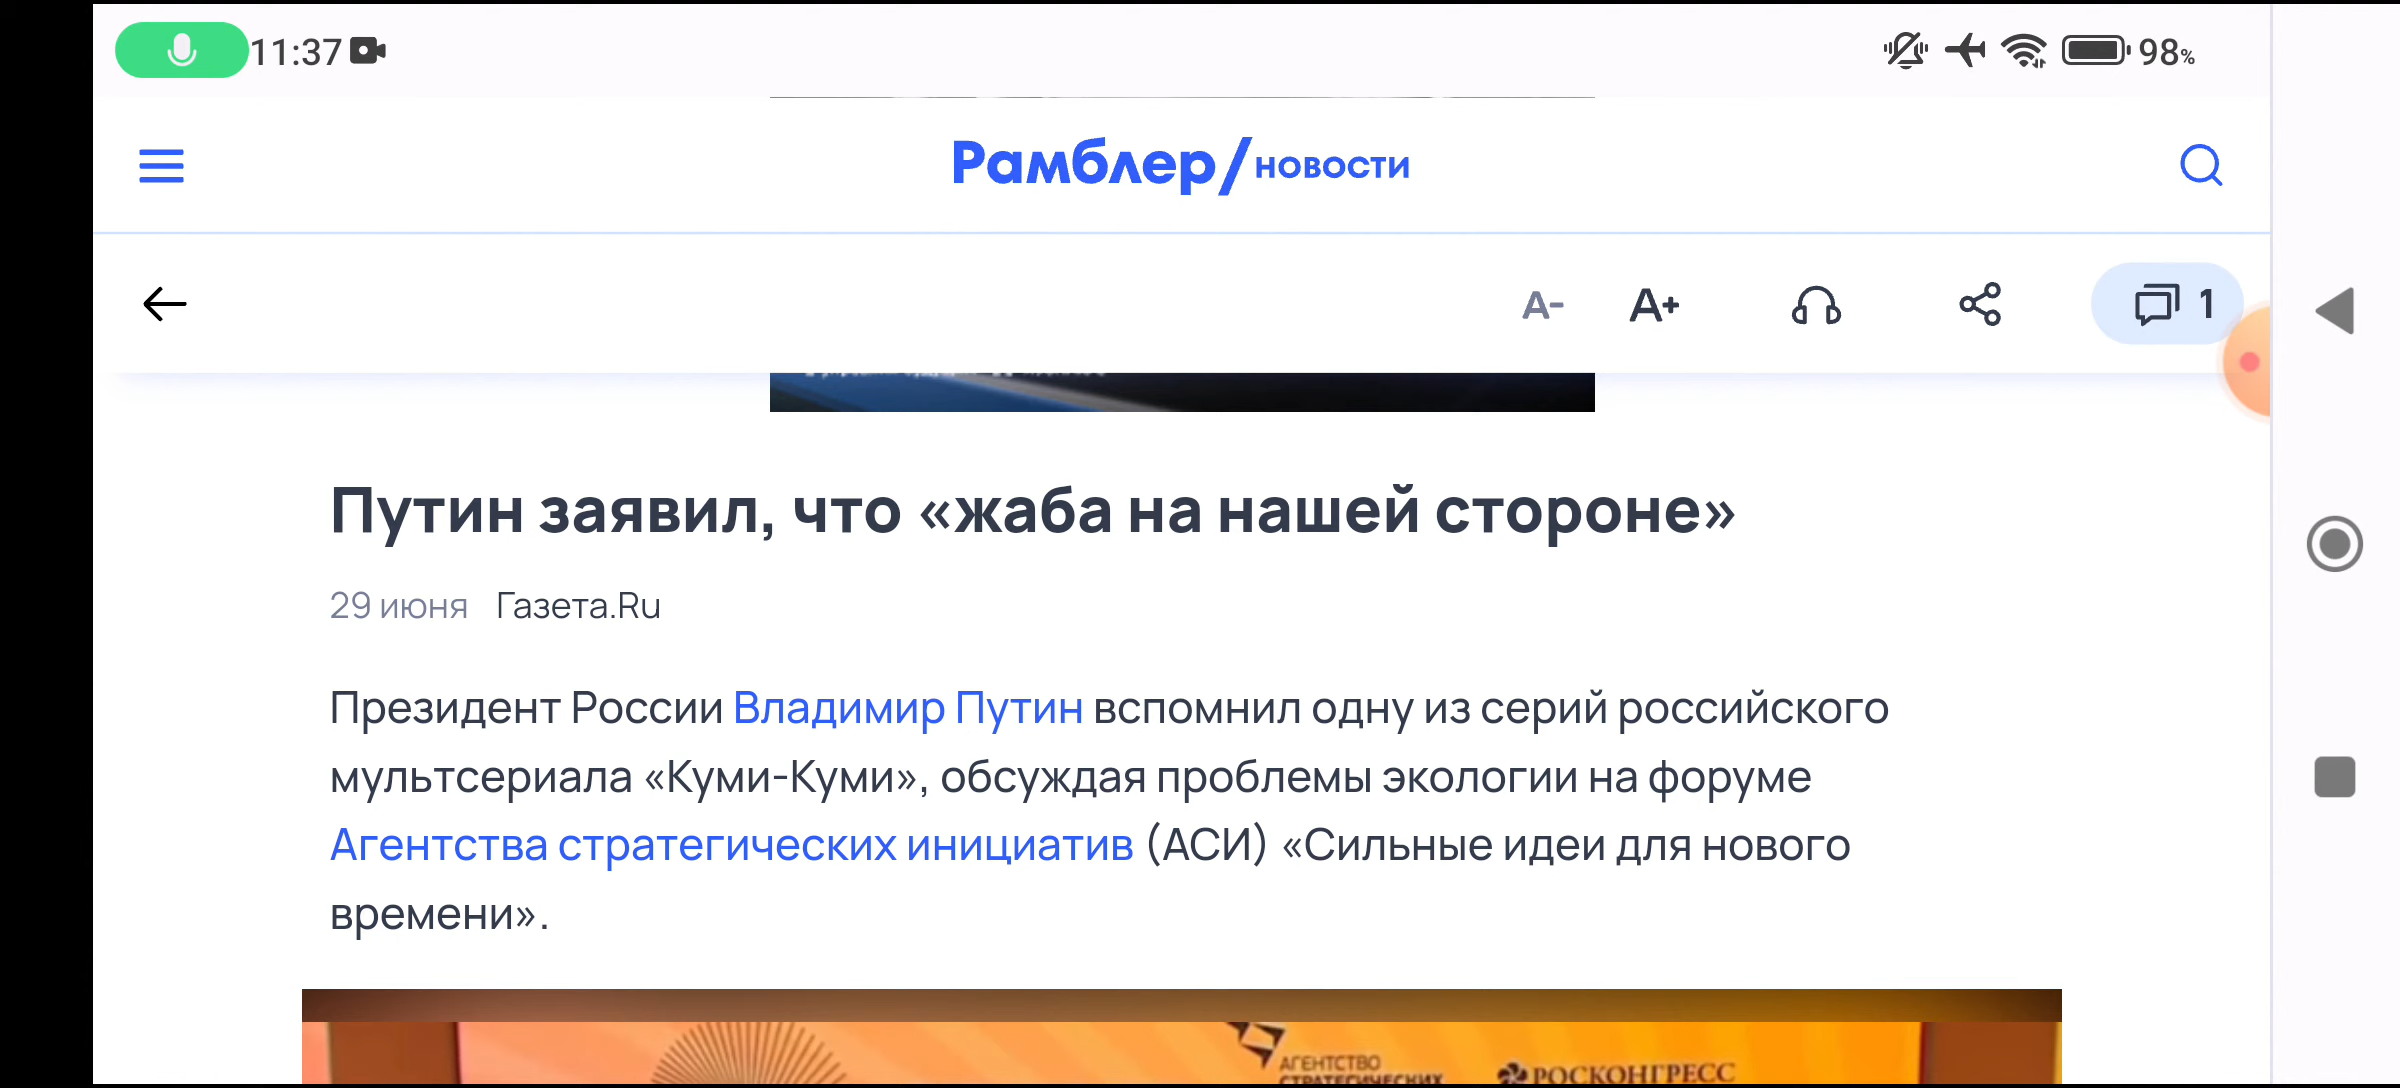 11:37
98%
Рамблер/новости
A- A+ 1
Путин заявил, что «жаба на нашей стороне»
29 июня Газета.Ru
Президент России Владимир Путин вспомнил одну из серий российского
мультсериала «Куми-Куми», обсуждая проблемы экологии на форуме
Агентства стратегических инициатив (АСИ) «Сильные идеи для нового
времени».
АГЕНТСТВО
СТРАТЕГИЧЕСКИХ
РОСКОНГРЕСС